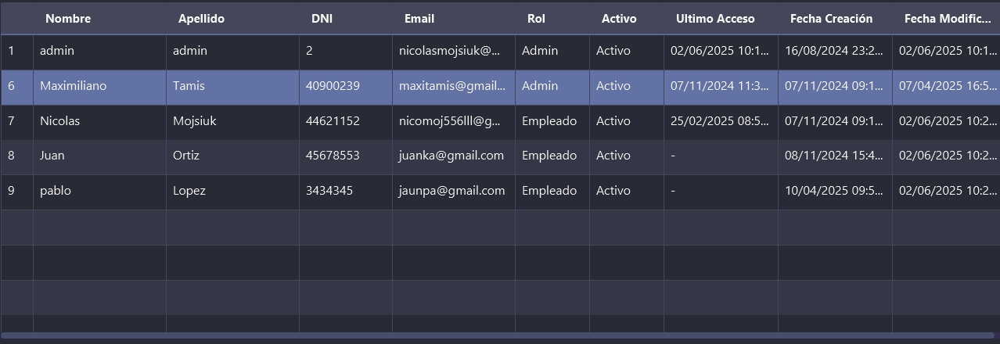 Nombre Apellido DNI Email Rol Activo Ultimo Acceso Fecha Creación Fecha Modific...
1 admin admin 2 nicolasmojsiuk@... Admin Activo 02/06/2025 10:1... 16/08/2024 23:2... 02/06/2025 10:1...
6 Maximiliano Tamis 40900239 maxitamis@gmail... Admin Activo 07/11/2024 11:3... 07/11/2024 09:1... 07/04/2025 16:5...
7 Nicolas Mojsiuk 44621152 nicomoj556lll@g... Empleado Activo 25/02/2025 08:5... 07/11/2024 09:1... 02/06/2025 10:2...
8 Juan Ortiz 45678553 juanka@gmail.com Empleado Activo - 08/11/2024 15:4... 02/06/2025 10:2...
9 pablo Lopez 3434345 jaunpa@gmail.com Empleado Activo - 10/04/2025 09:5... 02/06/2025 10:2...